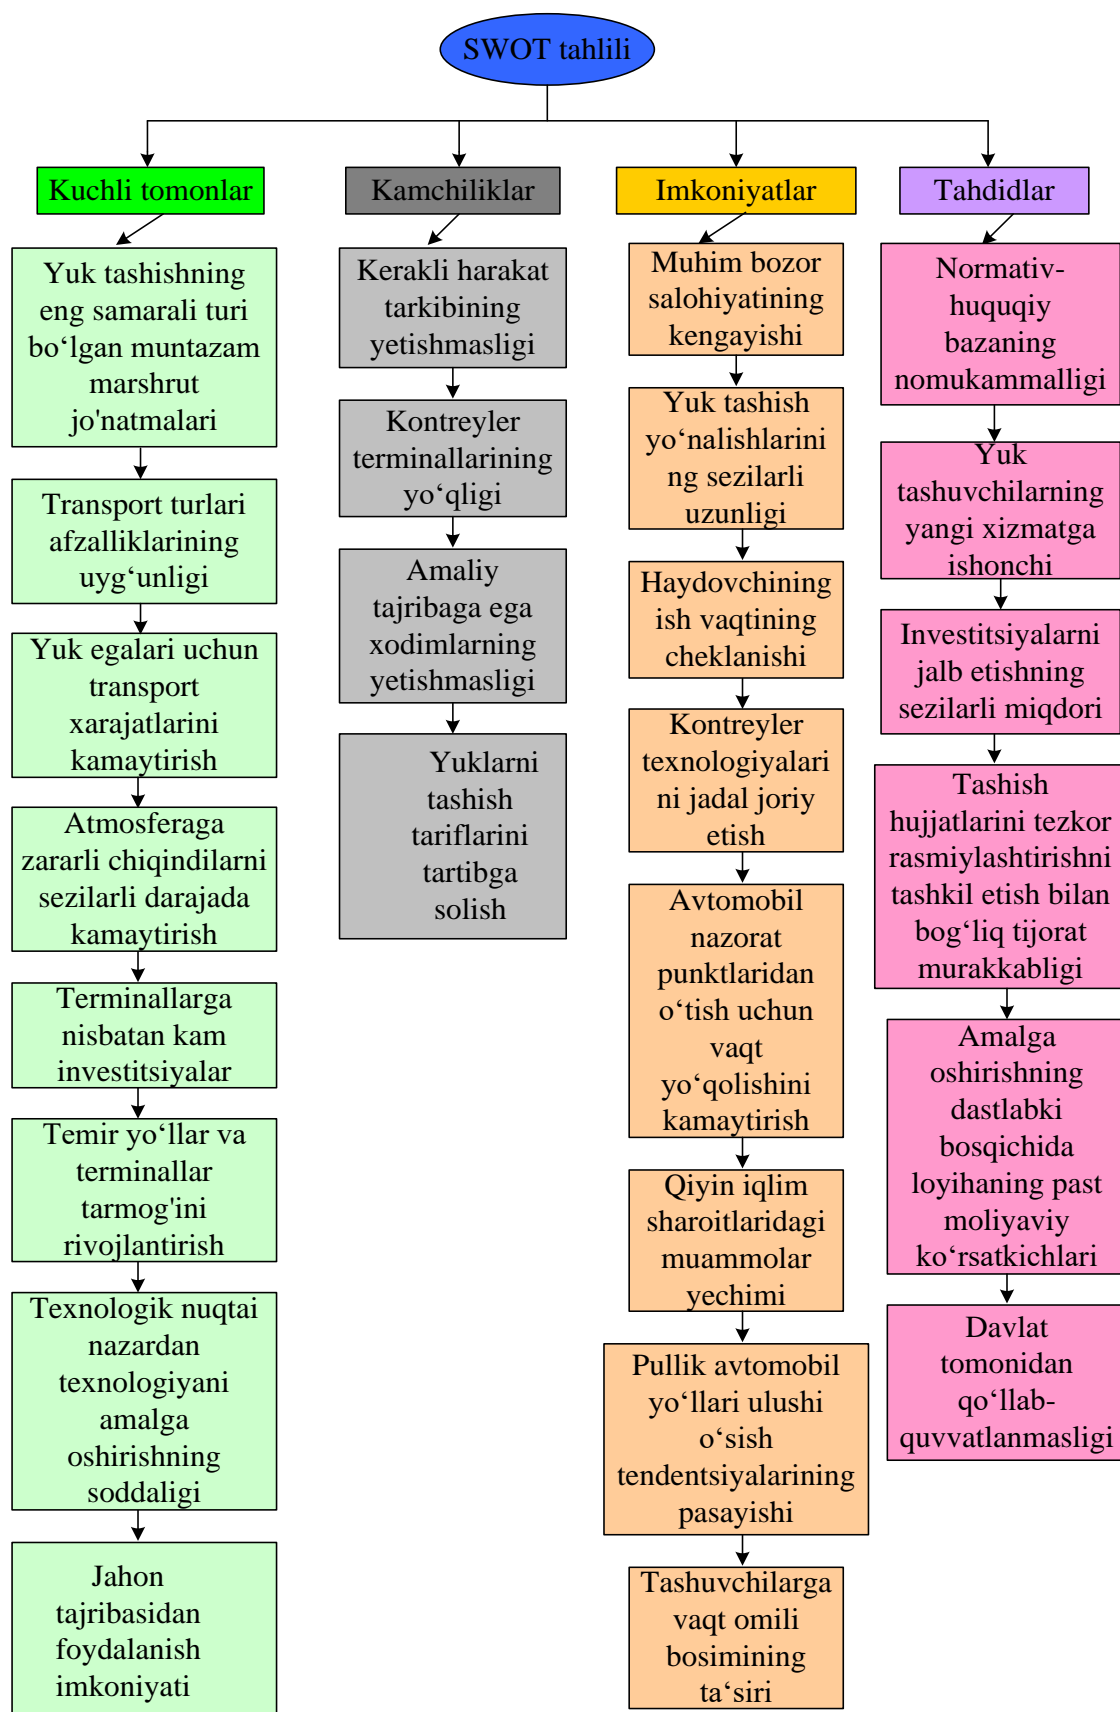 SWOT tahlili
Kuchli tomonlar
Yuk tashishning
eng samarali turi
bo‘lgan muntazam
marshrut
jo'natmalari
Transport turlari
afzalliklarining
uyg‘unligi
Yuk egalari uchun
transport
xarajatlarini
kamaytirish
Atmosferaga
zararli chiqindilarni
sezilarli darajada
kamaytirish
Terminallarga
nisbatan kam
investitsiyalar
Temir yo‘llar va
terminallar
tarmog'ini
rivojlantirish
Texnologik nuqtai
nazardan
texnologiyani
amalga
oshirishning
soddaligi
Jahon
tajribasidan
foydalanish
imkoniyati
Kamchiliklar
Kerakli harakat
tarkibining
yetishmasligi
Kontreyler
terminallarining
yo‘qligi
Amaliy
tajribaga ega
xodimlarning
yetishmasligi
Yuklarni
tashish
tariflarini
tartibga
solish
Imkoniyatlar
Muhim bozor
salohiyatining
kengayishi
Yuk tashish
yo‘nalishlarini
ng sezilarli
uzunligi
Haydovchining
ish vaqtining
cheklanishi
Kontreyler
texnologiyalari
ni jadal joriy
etish
Avtomobil
nazorat
punktlaridan
o‘tish uchun
vaqt
yo‘qolishini
kamaytirish
Qiyin iqlim
sharoitlaridagi
muammolar
yechimi
Pullik avtomobil
yo‘llari ulushi
o‘sish
tendentsiyalarining
pasayishi
Tashuvchilarga
vaqt omili
bosimining
ta‘siri
Tahdidlar
Normativ-
huquqiy
bazaning
nomukammalligi
Yuk
tashuvchilarning
yangi xizmatga
ishonchi
Investitsiyalarni
jalb etishning
sezilarli miqdori
Tashish
hujjatlarini tezkor
rasmiylashtirishni
tashkil etish bilan
bog‘liq tijorat
murakkabligi
Amalga
oshirishning
dastlabki
bosqichida
loyihaning past
moliyaviy
ko‘rsatkichlari
Davlat
tomonidan
qo‘llab-
quvvatlanmasligi